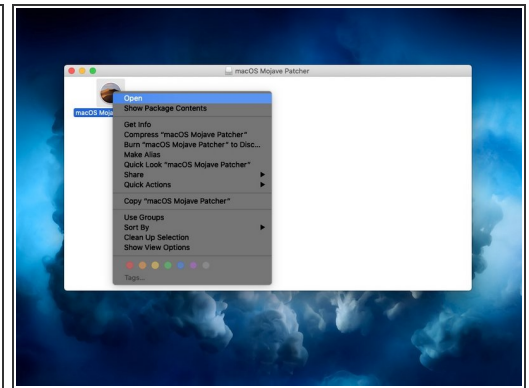 macOS Mojave Patcher
macOS Moja
Open
Show Package Contents
Get Info
Compress "macOS Mojave Patcher"
Burn "macOS Mojave Patcher" to Disc...
Make Alias
Quick Look "macOS Mojave Patcher"
Share
Quick Actions
Copy "macOS Mojave Patcher"
Use Groups
Sort By
Clean Up Selection
Show View Options
Tags...